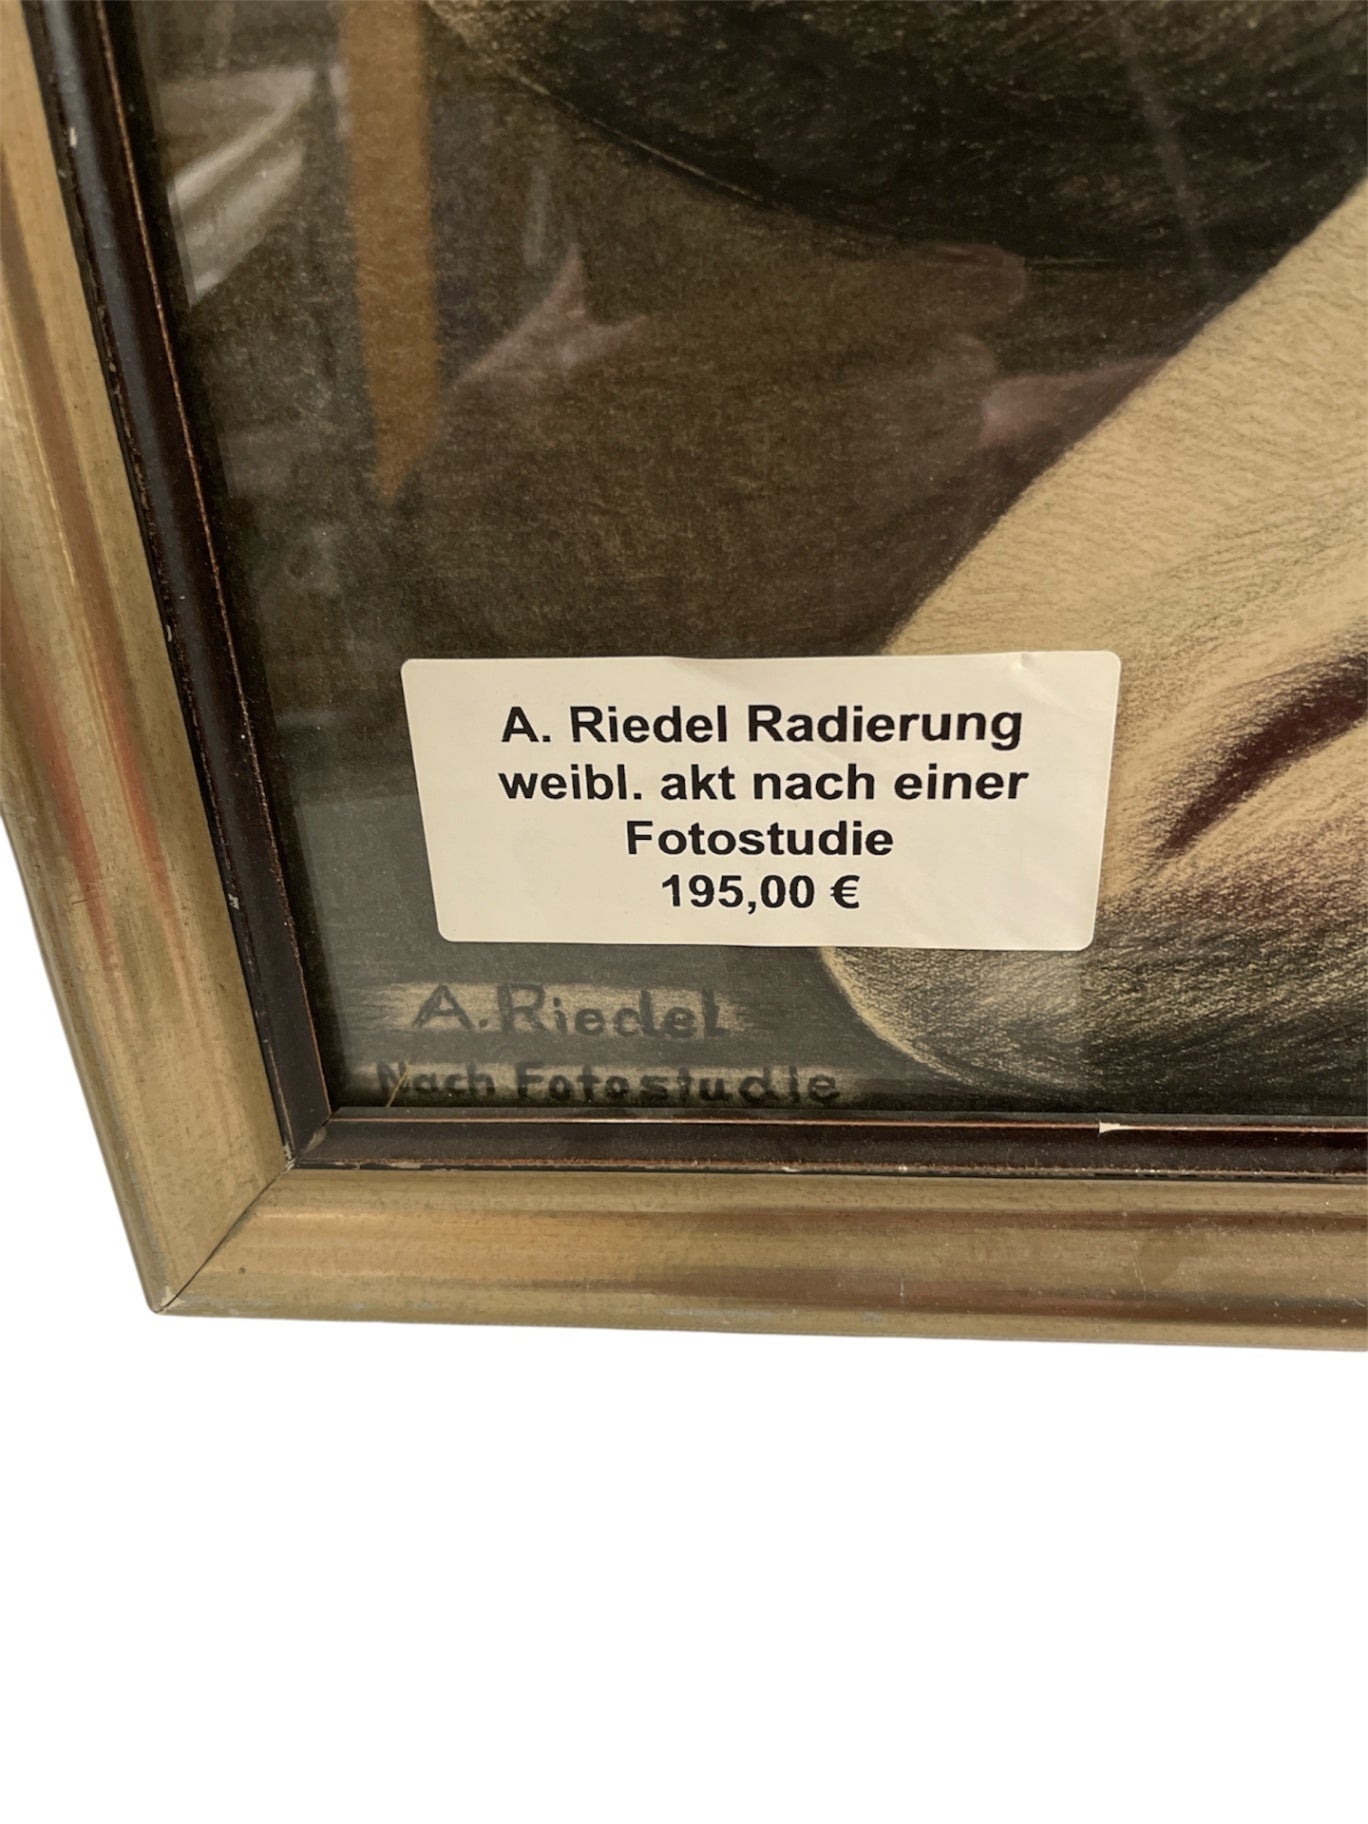 A. Riedel Radierung
weibl. akt nach einer
Fotostudie
195,00 €
A. Riedel
Nach Fotostudie